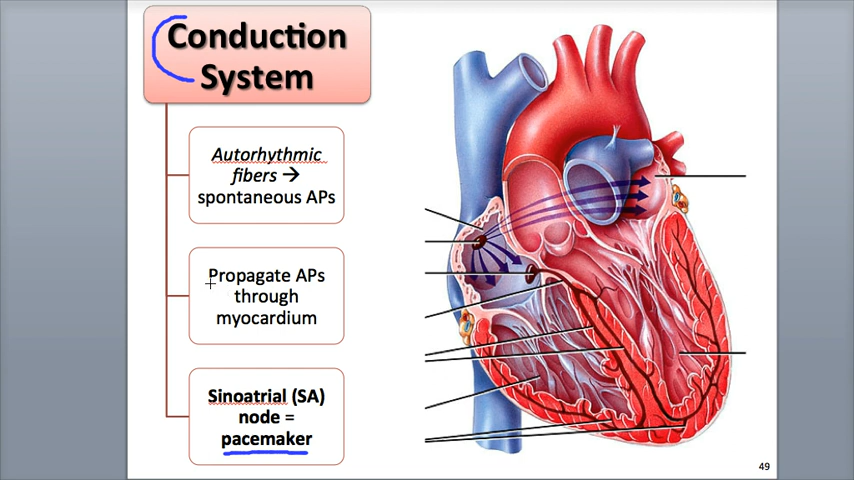 Conduction
System
Autorhythmic
fibers →
spontaneous APs
Propagate APs
through
myocardium
Sinoatrial (SA)
node =
pacemaker
49